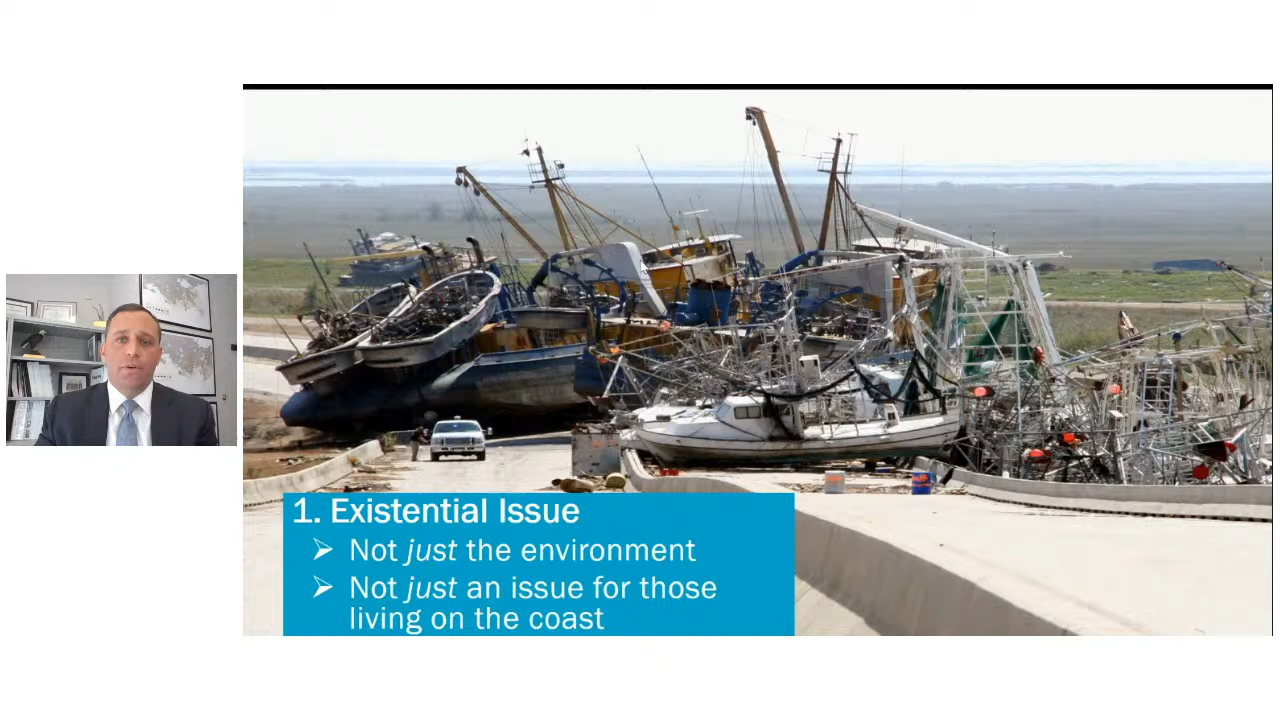 1. Existential Issue
➢ Not just the environment
➢ Not just an issue for those
living on the coast